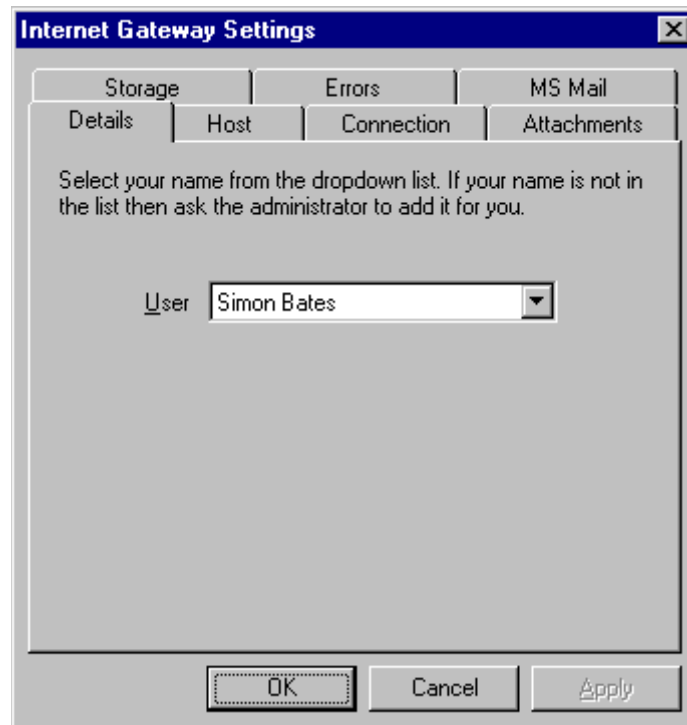 Internet Gateway Settings
Storage
Errors
MS Mail
Details
Host
Connection
Attachments
Select your name from the dropdown list. If your name is not in
the list then ask the administrator to add it for you.
User
Simon Bates
OK
Cancel
Apply